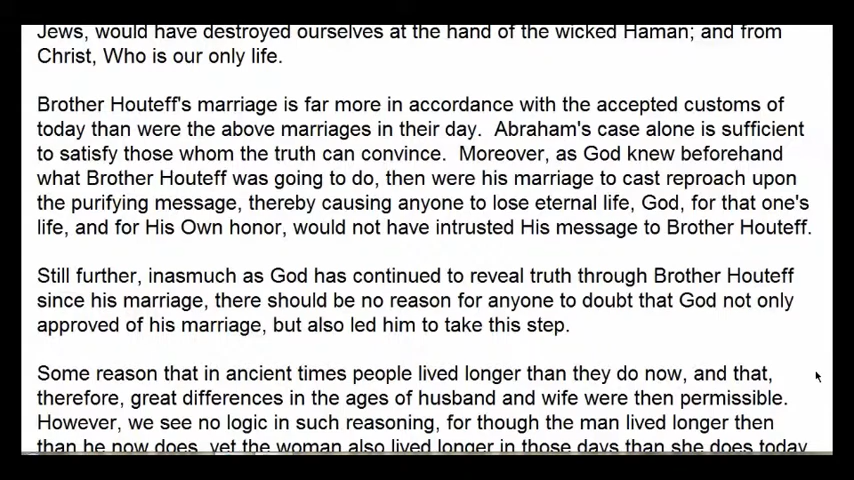 Jews, would have destroyed ourselves at the hand of the wicked Haman; and from
Christ, Who is our only life.
Brother Houteff's marriage is far more in accordance with the accepted customs of
today than were the above marriages in their day.  Abraham's case alone is sufficient
to satisfy those whom the truth can convince.  Moreover, as God knew beforehand
what Brother Houteff was going to do, then were his marriage to cast reproach upon
the purifying message, thereby causing anyone to lose eternal life, God, for that one's
life, and for His Own honor, would not have intrusted His message to Brother Houteff.
Still further, inasmuch as God has continued to reveal truth through Brother Houteff
since his marriage, there should be no reason for anyone to doubt that God not only
approved of his marriage, but also led him to take this step.
Some reason that in ancient times people lived longer than they do now, and that,
therefore, great differences in the ages of husband and wife were then permissible.
However, we see no logic in such reasoning, for though the man lived longer then
than he now does, yet the woman also lived longer in those days than she does today